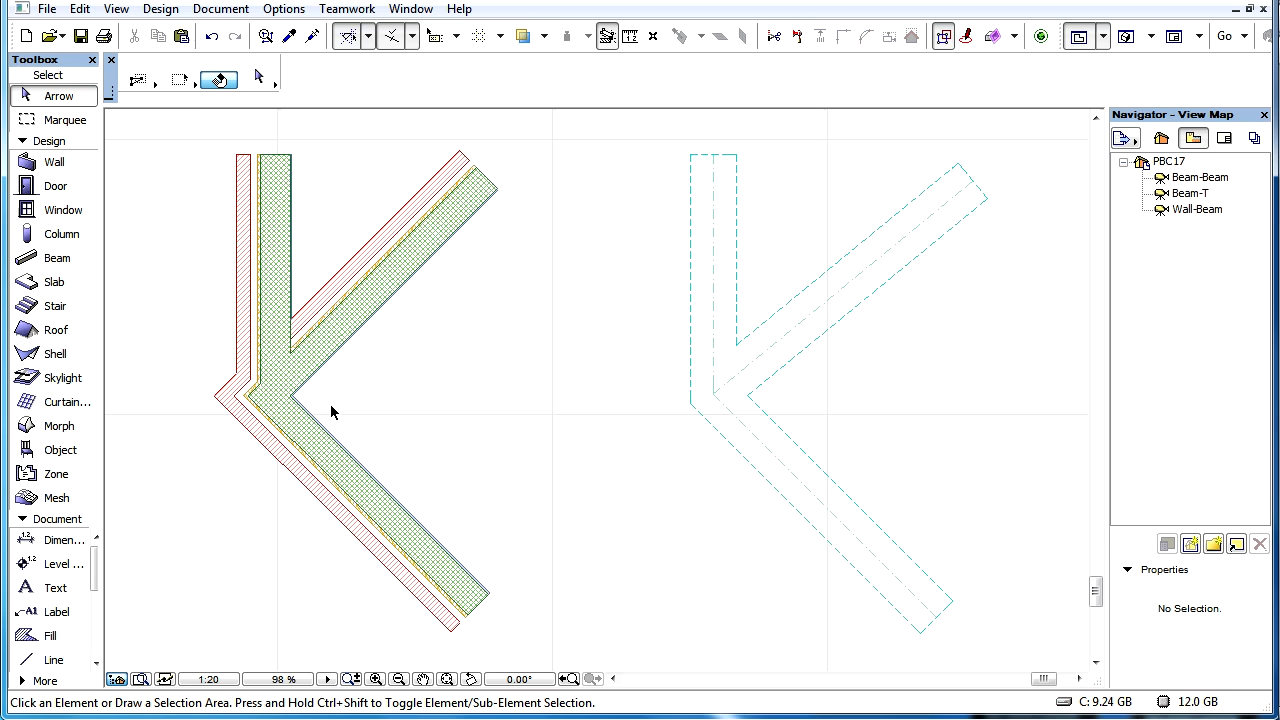 File Edit View Design Document Options Teamwork Window Help
Go
Toolbox
Select
Arrow
Marquee
Design
Wall
Door
Window
Column
Beam
Slab
Stair
Roof
Shell
Skylight
Curtain...
Morph
Object
Zone
Mesh
Document
Dimen...
Level ...
Text
A1 Label
Fill
Line
More
Navigator - View Map
PBC17
Beam-Beam
Beam-T
Wall-Beam
Properties
No Selection.
1:20 98 % 0.00°
Click an Element or Draw a Selection Area. Press and Hold Ctrl+Shift to Toggle Element/Sub-Element Selection.
C: 9.24 GB 12.0 GB